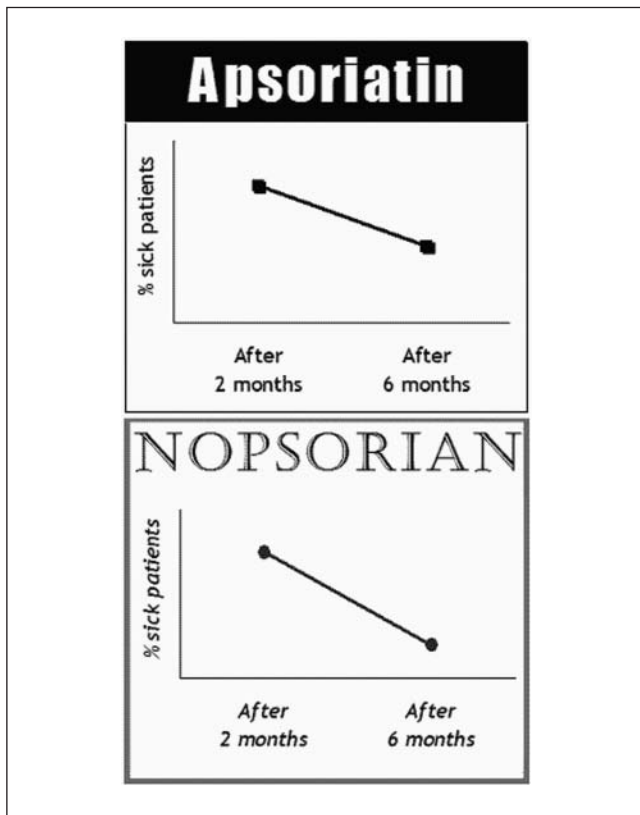 Apsoriatin
% sick patients
After After
2 months 6 months
NOPSORIAN
% sick patients
After After
2 months 6 months